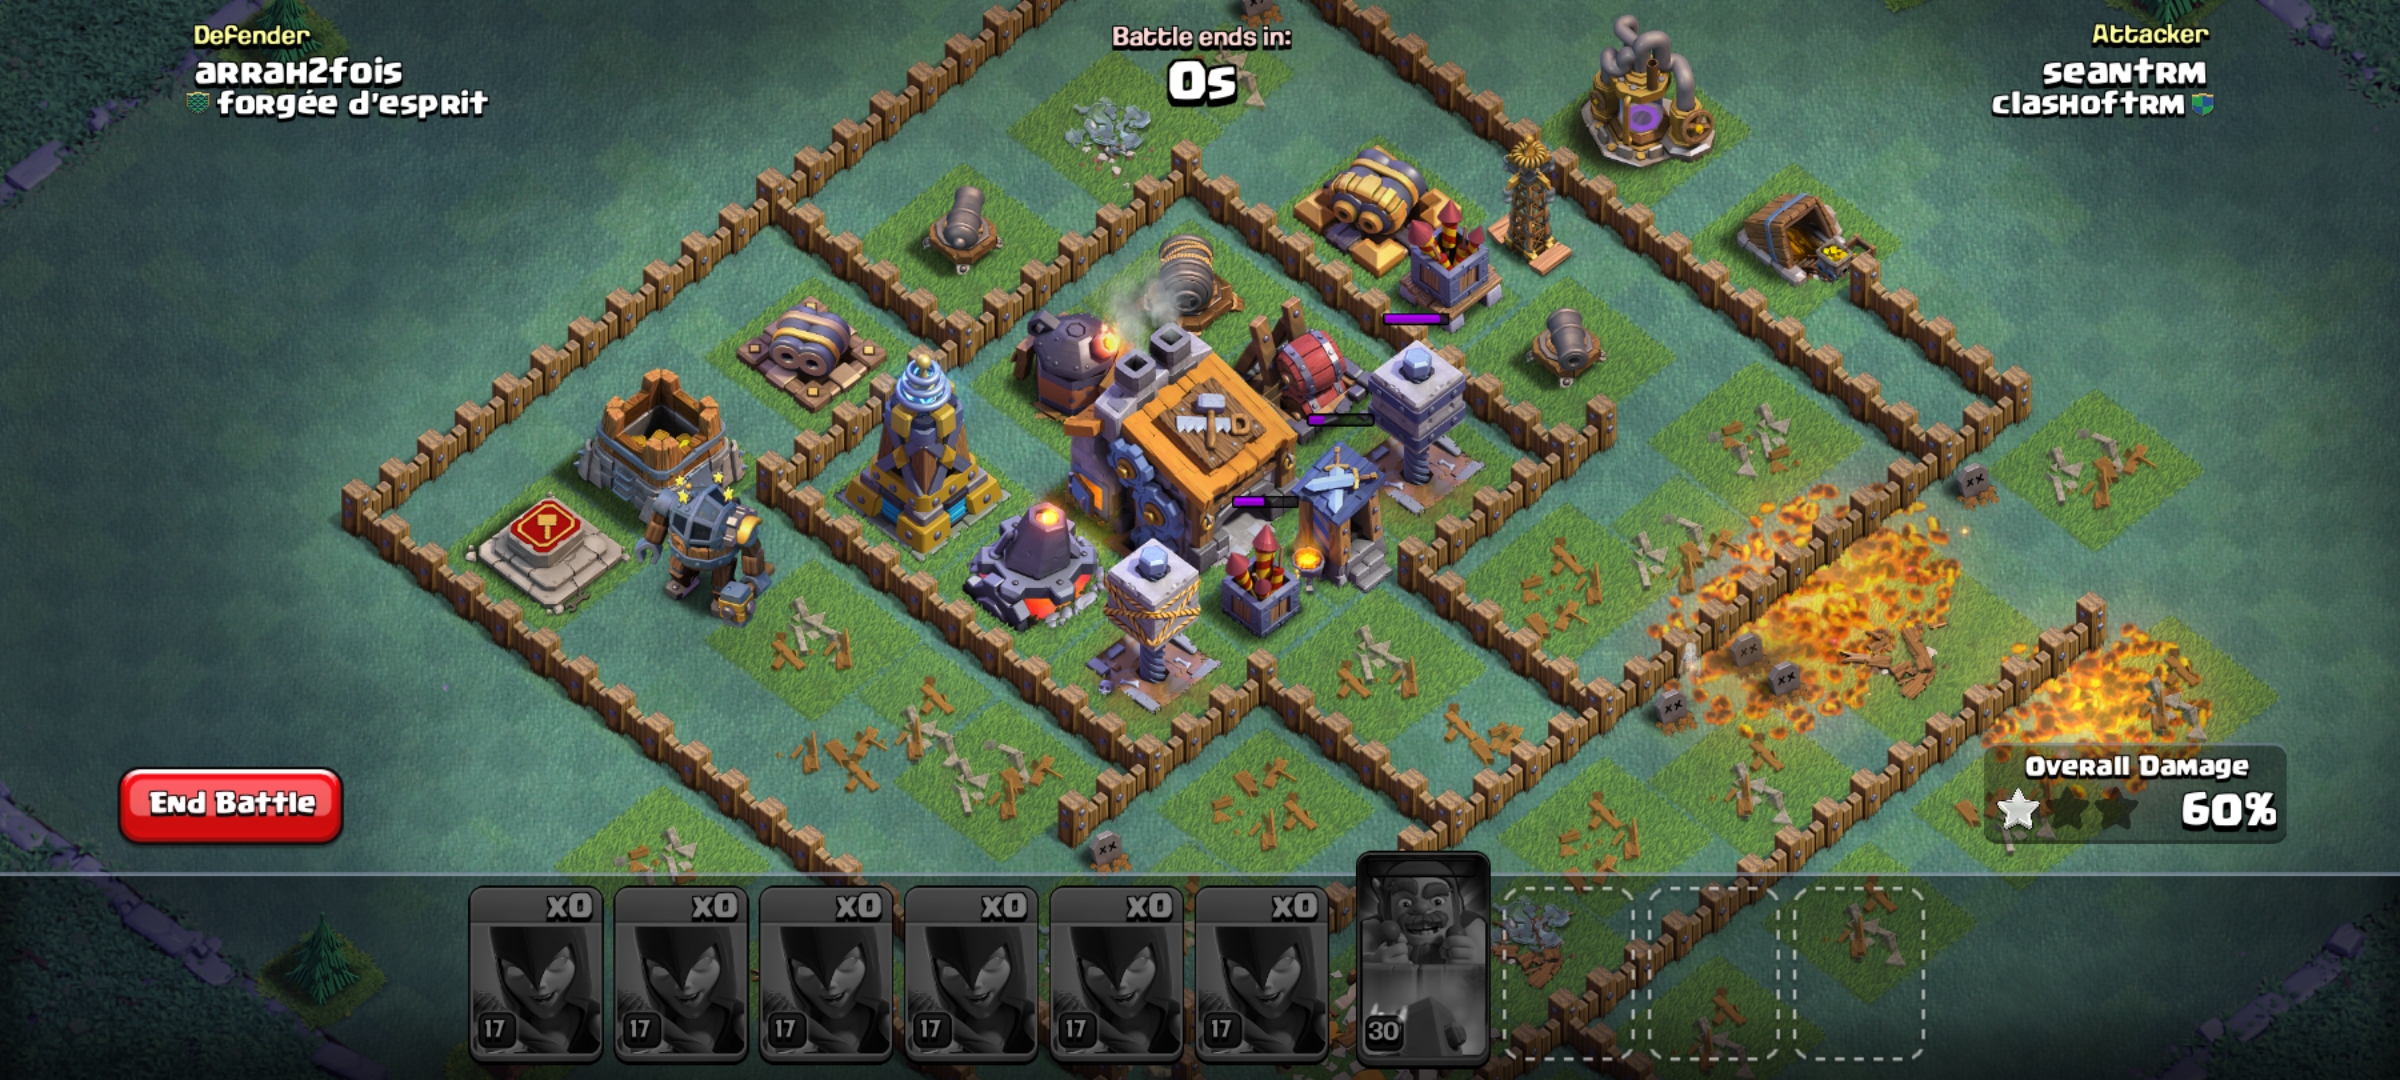 Defender
arrah2fois
forgée d'esprit
Battle ends in:
0s
Attacker
seantrm
clashoftrm
End Battle
Overall Damage
60%
x0 x0 x0 x0 x0 x0
17 17 17 17 17 17 30